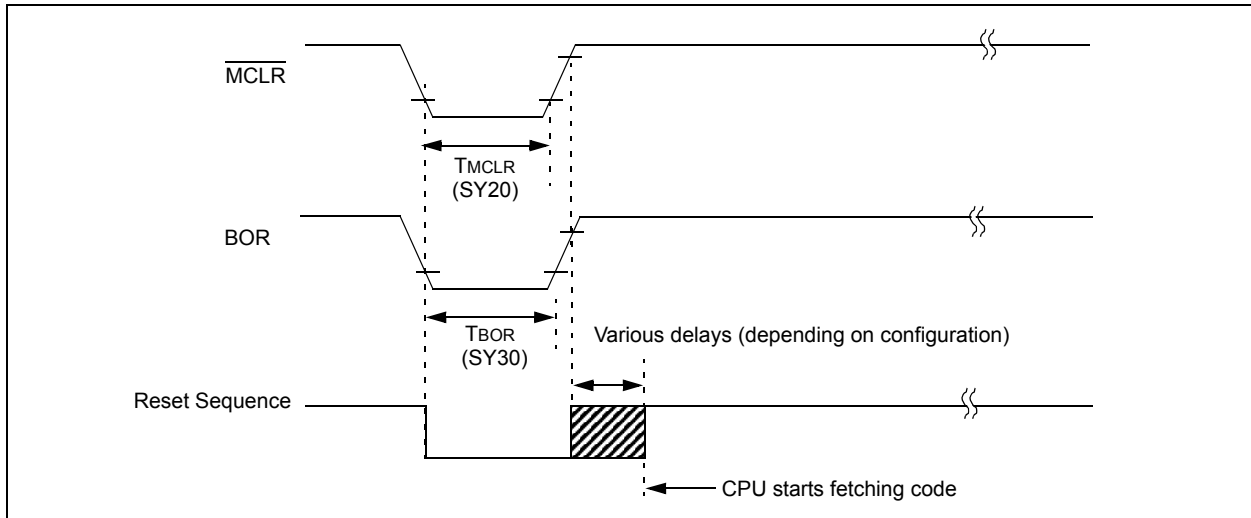 MCLR
TMCLR
(SY20)
BOR
TBOR
(SY30)
Various delays (depending on configuration)
Reset Sequence
CPU starts fetching code